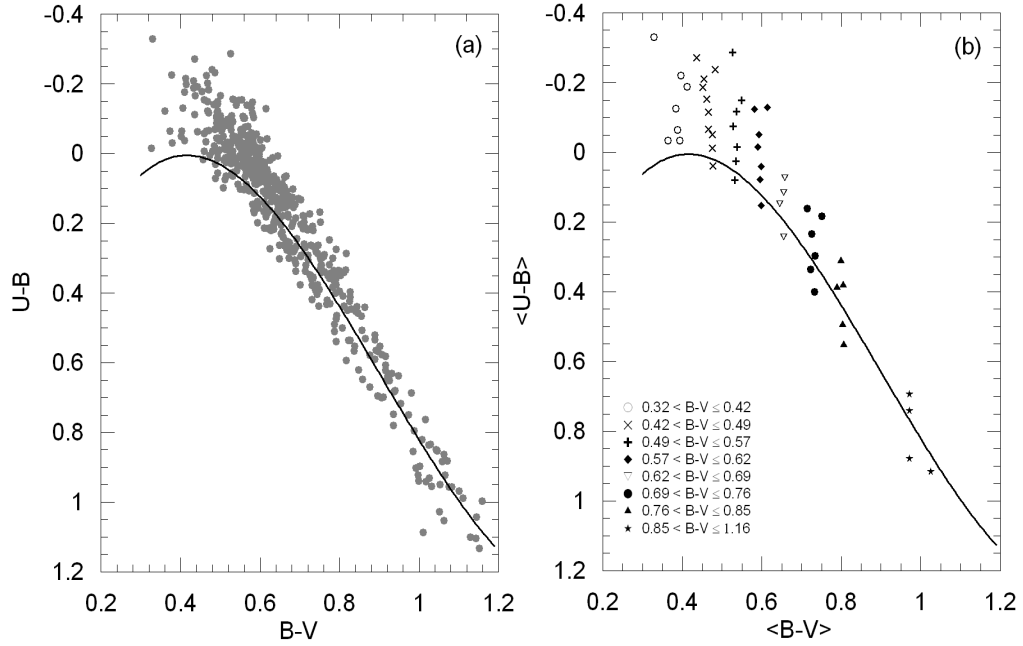 (a)
-0.4
-0.2
0
0.2
0.4
0.6
0.8
1
1.2
U-B
0.2 0.4 0.6 0.8 1 1.2
B-V
(b)
-0.4
-0.2
0
0.2
0.4
0.6
0.8
1
1.2
<U-B>
0.32 < B-V ≤ 0.42
0.42 < B-V ≤ 0.49
0.49 < B-V ≤ 0.57
0.57 < B-V ≤ 0.62
0.62 < B-V ≤ 0.69
0.69 < B-V ≤ 0.76
0.76 < B-V ≤ 0.85
0.85 < B-V ≤ 1.16
0.2 0.4 0.6 0.8 1 1.2
<B-V>